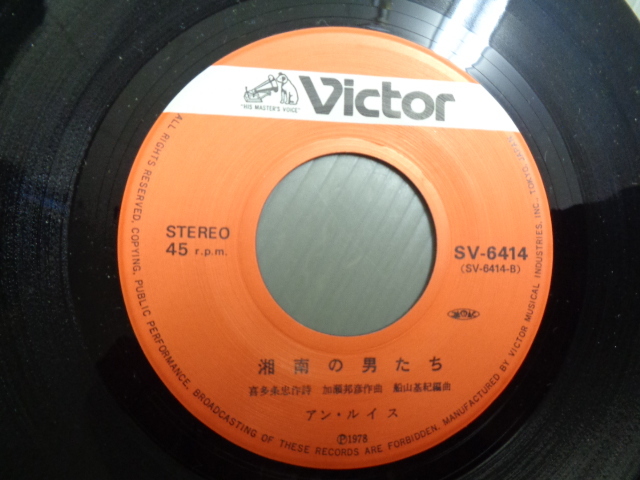 "HIS MASTER'S VOICE"
Victor
STEREO
45 r.p.m.
SV-6414
(SV-6414-B)
湘南の男たち
喜多条忠作詩 加瀬邦彦作曲 船山基紀編曲
アン・ルイス
Ⓟ1978
ALL RIGHTS RESERVED. COPYING, PUBLIC PERFORMANCE, BROADCASTING OF THESE RECORDS ARE FORBIDDEN. MANUFACTURED BY VICTOR MUSICAL INDUSTRIES, INC.,